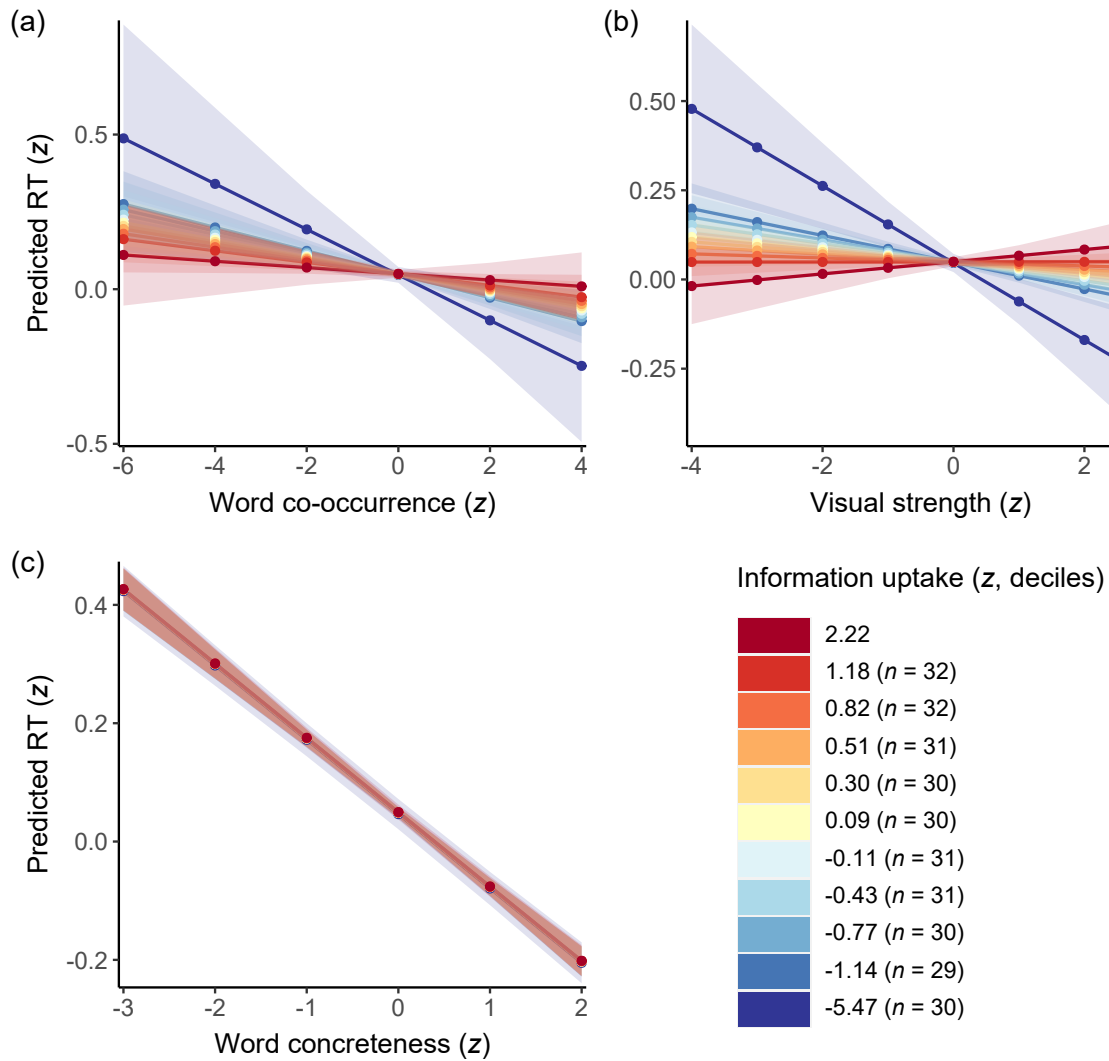 (a)
Predicted RT (z)
0.5
0.0
-0.5
-6 -4 -2 0 2 4
Word co-occurrence (z)
(b)
0.50
0.25
0.00
-0.25
-4 -2 0 2
Visual strength (z)
(c)
Predicted RT (z)
0.4
0.2
0.0
-0.2
-3 -2 -1 0 1 2
Word concreteness (z)
Information uptake (z, deciles)
2.22
1.18 (n = 32)
0.82 (n = 32)
0.51 (n = 31)
0.30 (n = 30)
0.09 (n = 30)
-0.11 (n = 31)
-0.43 (n = 31)
-0.77 (n = 30)
-1.14 (n = 29)
-5.47 (n = 30)